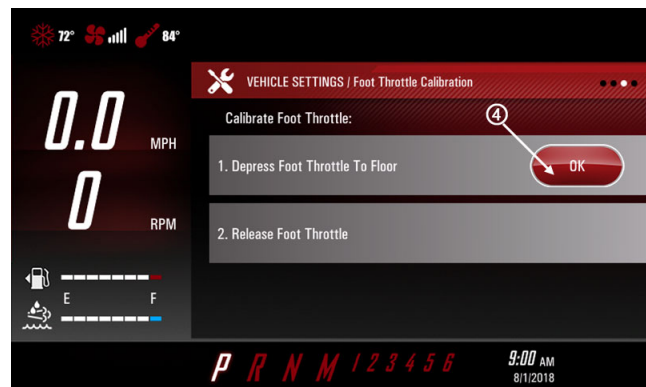 72° 84°
VEHICLE SETTINGS / Foot Throttle Calibration
0.0 MPH
Calibrate Foot Throttle:
4
1. Depress Foot Throttle To Floor
OK
0 RPM
2. Release Foot Throttle
E F
P R N M 1 2 3 4 5 6
9:00 AM
8/1/2018